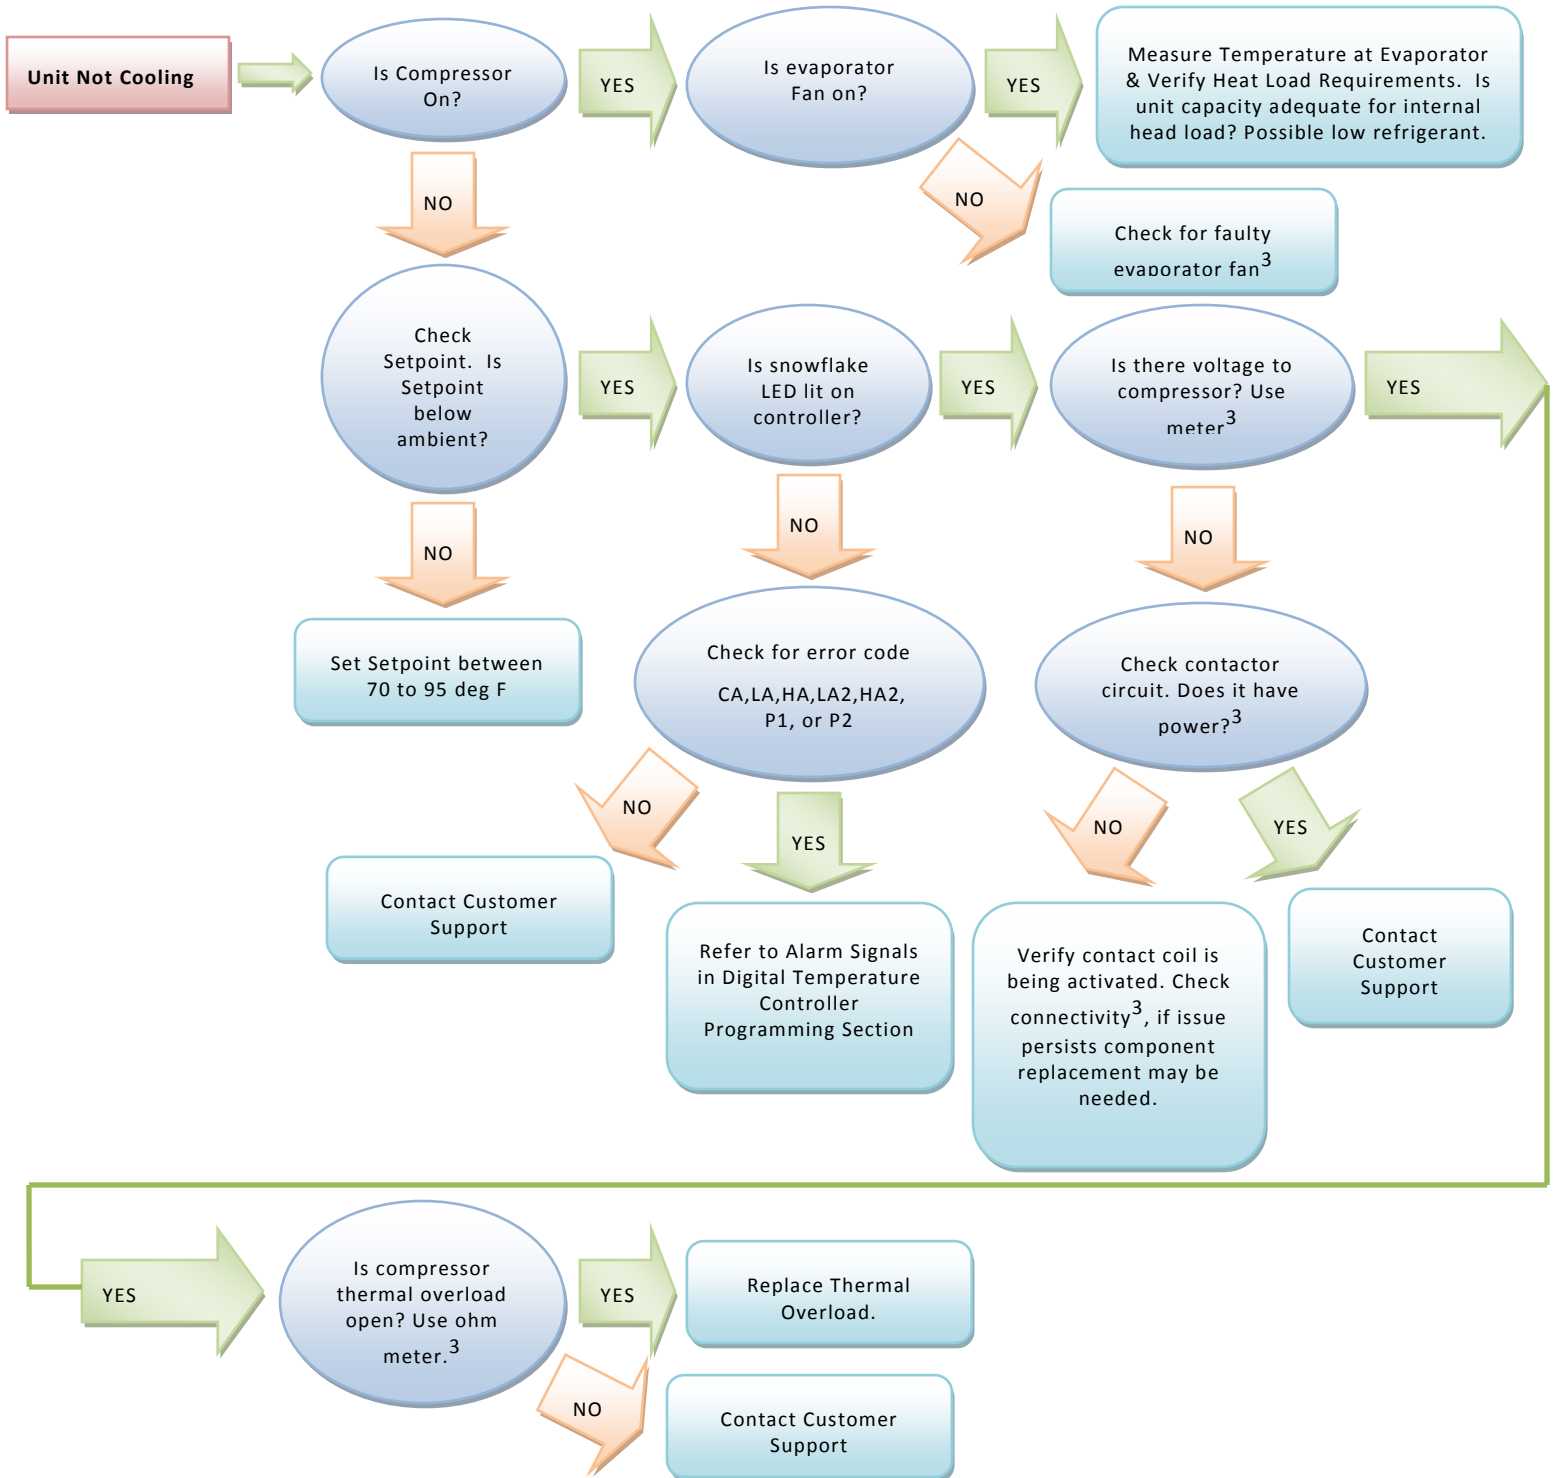 Unit Not Cooling
Is Compressor
On?
YES
Is evaporator
Fan on?
YES
Measure Temperature at Evaporator
& Verify Heat Load Requirements.  Is
unit capacity adequate for internal
head load? Possible low refrigerant.
NO
NO
Check for faulty
evaporator fan3
Check
Setpoint.  Is
Setpoint
below
ambient?
YES
Is snowflake
LED lit on
controller?
YES
Is there voltage to
compressor? Use
meter3
YES
NO
NO
NO
Set Setpoint between
70 to 95 deg F
Check for error code
CA,LA,HA,LA2,HA2,
P1, or P2
Check contactor
circuit. Does it have
power?3
NO
YES
NO
YES
Contact Customer
Support
Refer to Alarm Signals
in Digital Temperature
Controller
Programming Section
Verify contact coil is
being activated. Check
connectivity3, if issue
persists component
replacement may be
needed.
Contact
Customer
Support
YES
Is compressor
thermal overload
open? Use ohm
meter.3
YES
Replace Thermal
Overload.
NO
Contact Customer
Support